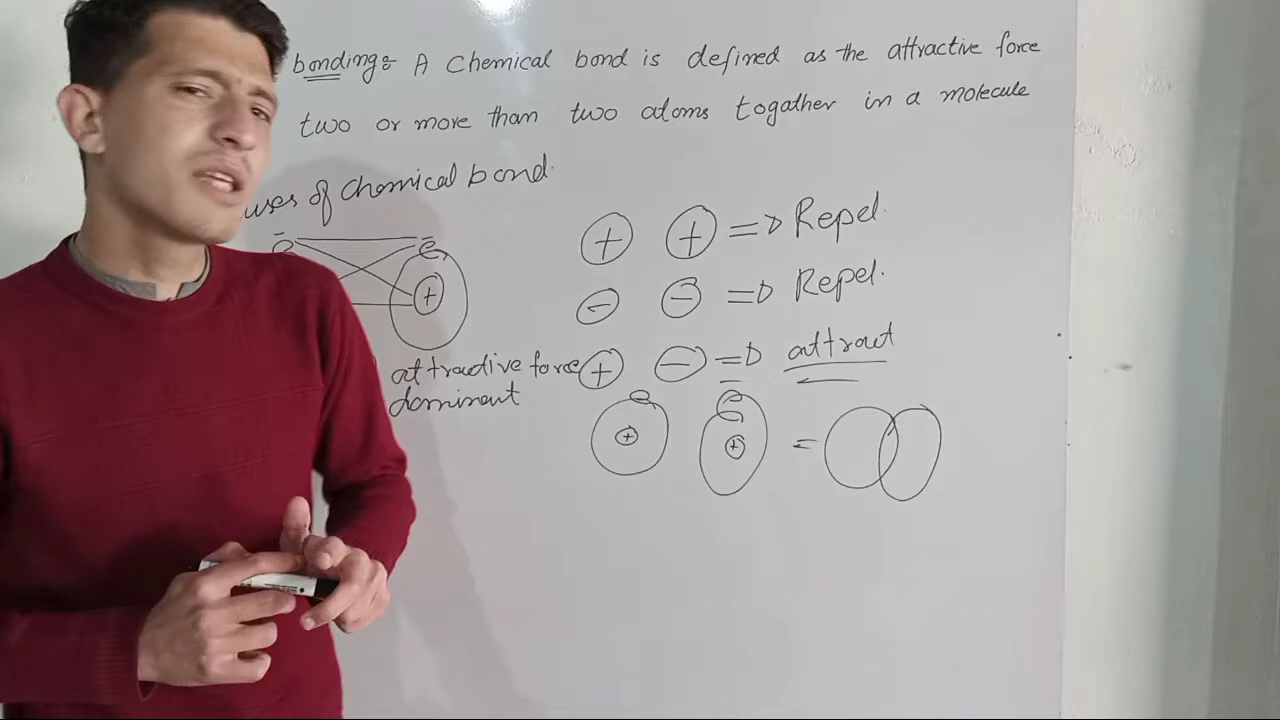 bonding: A Chemical bond is defined as the attractive force
two or more than two atoms togather in a molecule
uses of Chemical bond.
e⁻ e⁻
+
+ + => Repel.
- - => Repel.
+ - => attract
attractive force
dominent
e e⁻
+ + =